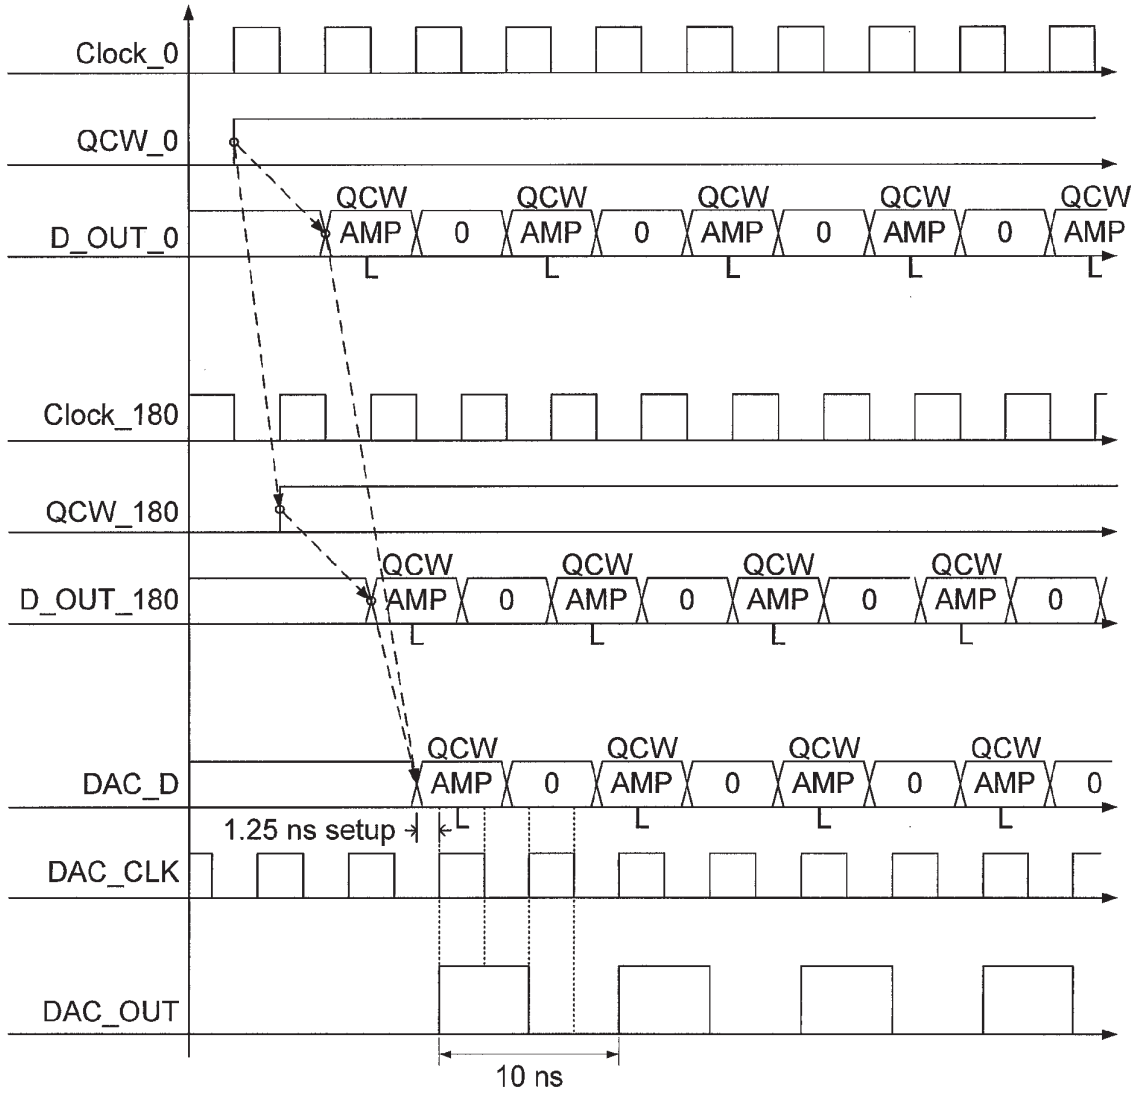 Clock_0
QCW_0
QCW QCW QCW QCW QCW
D_OUT_0 AMP 0 AMP 0 AMP 0 AMP 0 AMP
L L L L L
Clock_180
QCW_180
QCW QCW QCW QCW
D_OUT_180 AMP 0 AMP 0 AMP 0 AMP 0
L L L L
QCW QCW QCW QCW
DAC_D AMP 0 AMP 0 AMP 0 AMP 0
L L L L
1.25 ns setup
DAC_CLK
DAC_OUT
10 ns